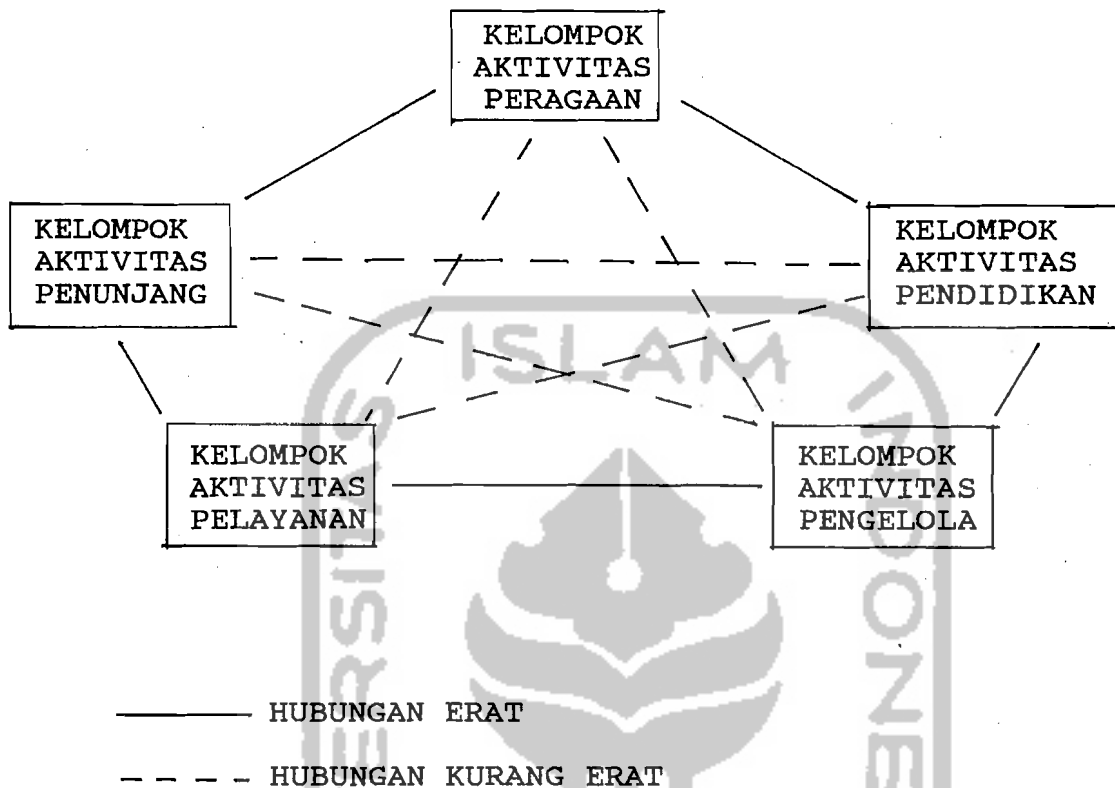 KELOMPOK
AKTIVITAS
PERAGAAN
KELOMPOK
AKTIVITAS
PENUNJANG
KELOMPOK
AKTIVITAS
PENDIDIKAN
KELOMPOK
AKTIVITAS
PELAYANAN
KELOMPOK
AKTIVITAS
PENGELOLA
HUBUNGAN ERAT
HUBUNGAN KURANG ERAT
ISLAM